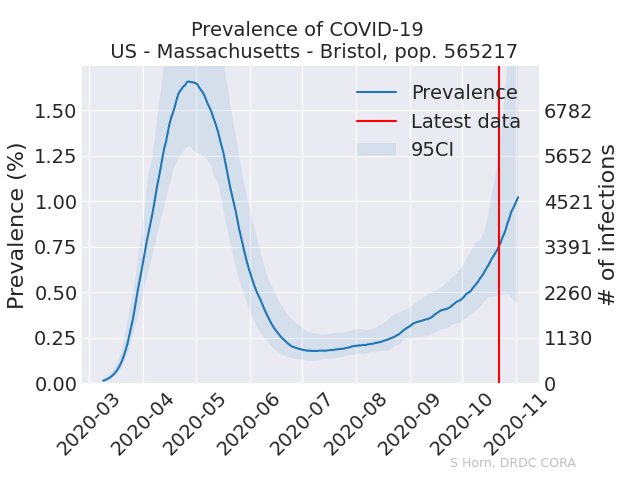 Prevalence of COVID-19
US - Massachusetts - Bristol, pop. 565217
Prevalence
Latest data
95CI
Prevalence (%)
1.50
1.25
1.00
0.75
0.50
0.25
0.00
6782
5652
4521
3391
2260
1130
0
# of infections
2020-03
2020-04
2020-05
2020-06
2020-07
2020-08
2020-09
2020-10
2020-11
S Horn, DRDC CORA